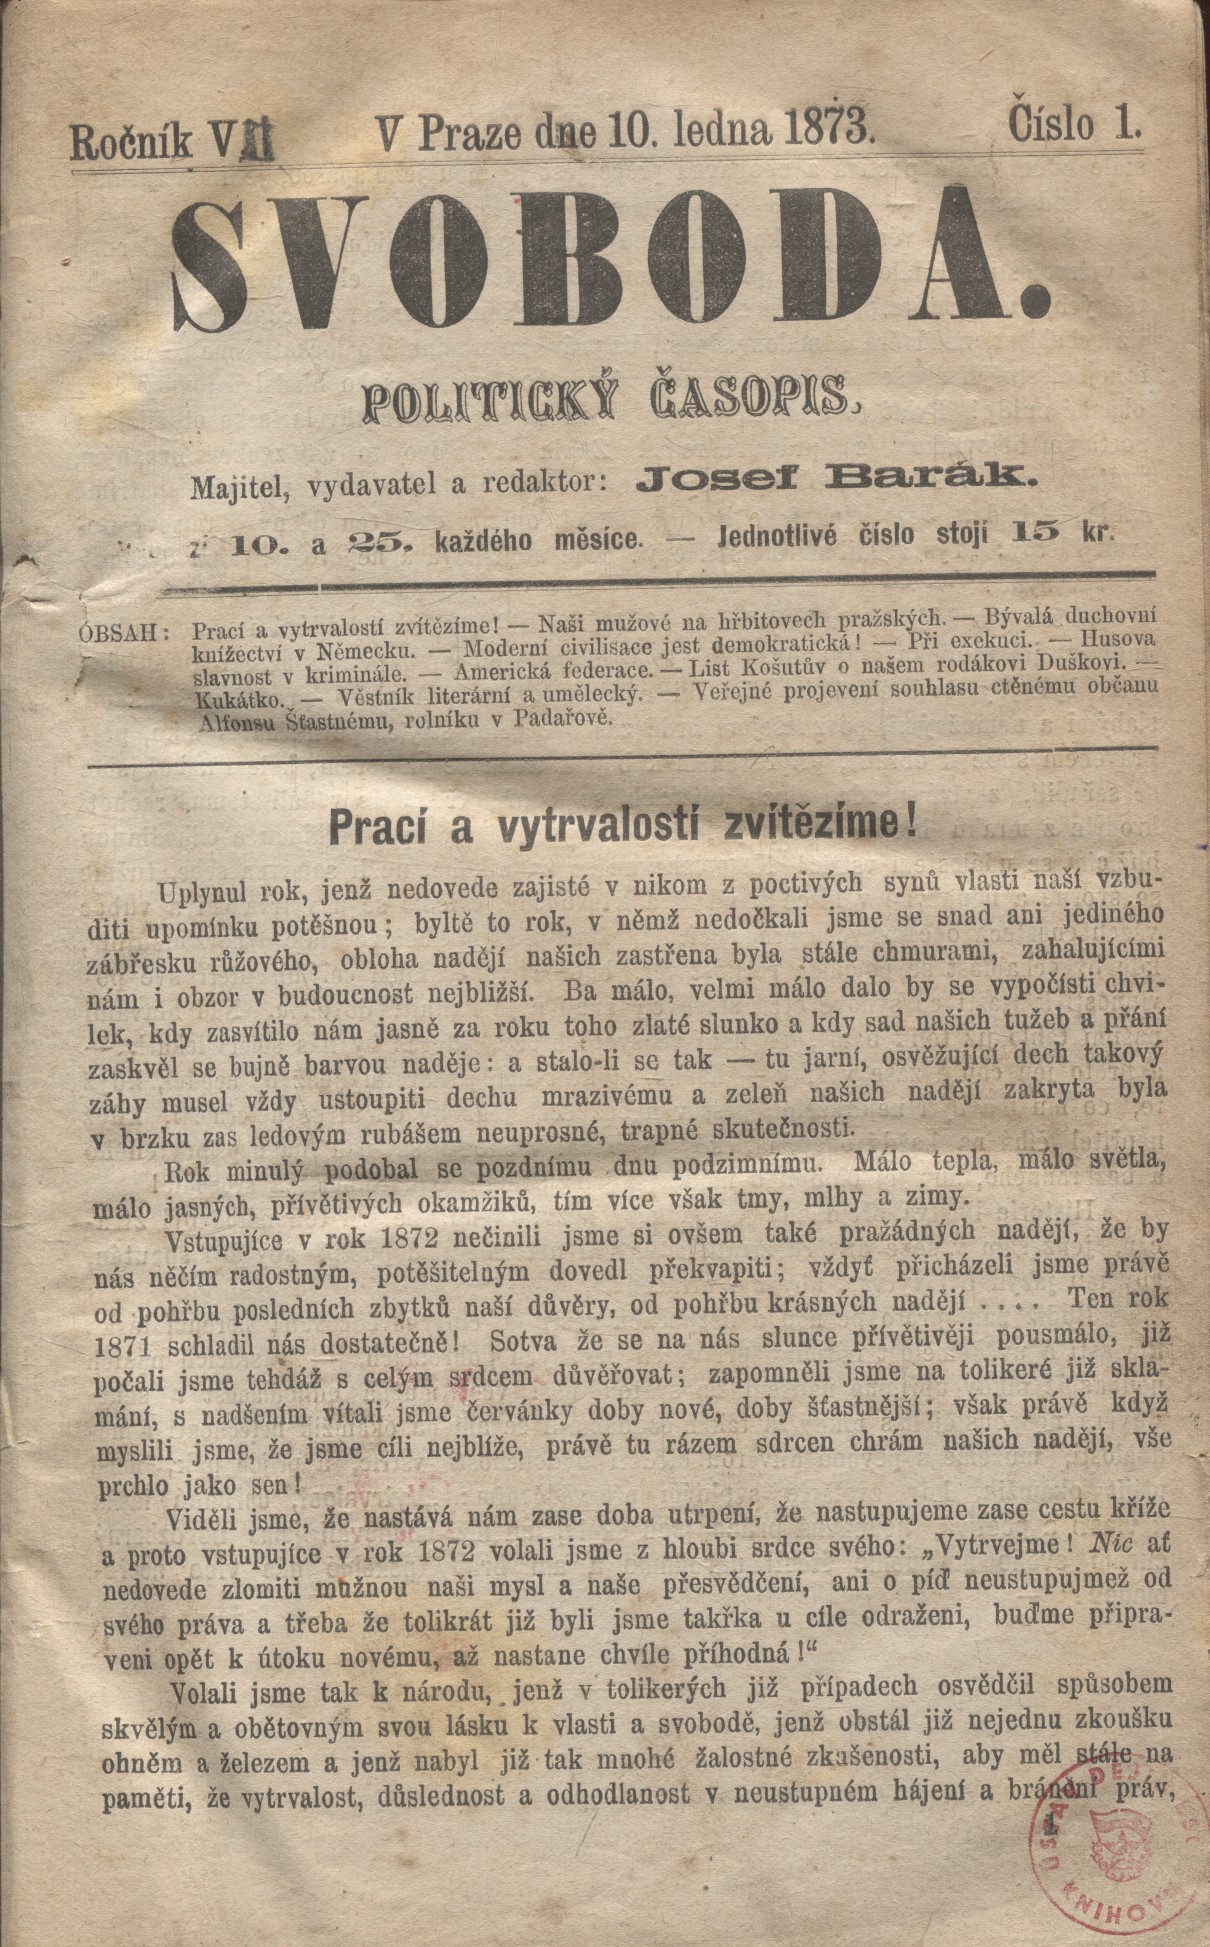 Ročník VII
V Praze dne 10. ledna 1873.
Číslo 1.
SVOBODA.
POLITICKÝ ČASOPIS.
Majitel, vydavatel a redaktor: Josef Barák.
10. a 25. každého měsíce. — Jednotlivé číslo stojí 15 kr.
OBSAH: Prací a vytrvalostí zvítězíme! — Naši mužové na hřbitovech pražských. — Bývalá duchovní
knížectví v Německu. — Moderní civilisace jest demokratická! — Při exekuci. — Husova
slavnost v kriminále. — Americká federace. — List Košutův o našem rodákovi Duškovi. —
Kukátko. — Věstník literární a umělecký. — Veřejné projevení souhlasu ctěnému občanu
Alfonsu Šťastnému, rolníku v Padařově.
Prací a vytrvalostí zvítězíme!
Uplynul rok, jenž nedovede zajisté v nikom z poctivých synů vlasti naší vzbu-
diti upomínku potěšnou; byltě to rok, v němž nedočkali jsme se snad ani jediného
zábřesku růžového, obloha nadějí našich zastřena byla stále chmurami, zahalujícími
nám i obzor v budoucnost nejbližší. Ba málo, velmi málo dalo by se vypočísti chvi-
lek, kdy zasvítilo nám jasně za roku toho zlaté slunko a kdy sad našich tužeb a přání
zaskvěl se bujně barvou naděje: a stalo-li se tak — tu jarní, osvěžující dech takový
záhy musel vždy ustoupiti dechu mrazivému a zeleň našich nadějí zakryta byla
v brzku zas ledovým rubášem neuprosné, trapné skutečnosti.
Rok minulý podobal se pozdnímu dnu podzimnímu. Málo tepla, málo světla,
málo jasných, přívětivých okamžiků, tím více však tmy, mlhy a zimy.
Vstupujíce v rok 1872 nečinili jsme si ovšem také pražádných nadějí, že by
nás něčím radostným, potěšitelným dovedl překvapiti; vždyť přicházeli jsme právě
od pohřbu posledních zbytků naší důvěry, od pohřbu krásných nadějí .... Ten rok
1871 schladil nás dostatečně! Sotva že se na nás slunce přívětivěji pousmálo, již
počali jsme tehdáž s celým srdcem důvěřovat; zapomněli jsme na tolikeré již skla-
mání, s nadšením vítali jsme červánky doby nové, doby šťastnější; však právě když
myslili jsme, že jsme cíli nejblíže, právě tu rázem sdrcen chrám našich nadějí, vše
prchlo jako sen!
Viděli jsme, že nastává nám zase doba utrpení, že nastupujeme zase cestu kříže
a proto vstupujíce v rok 1872 volali jsme z hloubi srdce svého: „Vytrvejme! Nic ať
nedovede zlomiti mužnou naši mysl a naše přesvědčení, ani o píď neustupujmež od
svého práva a třeba že tolikrát již byli jsme takřka u cíle odraženi, buďme připra-
veni opět k útoku novému, až nastane chvíle příhodná!“
Volali jsme tak k národu, jenž v tolikerých již případech osvědčil spůsobem
skvělým a obětovným svou lásku k vlasti a svobodě, jenž obstál již nejednu zkoušku
ohněm a železem a jenž nabyl již tak mnohé žalostné zkušenosti, aby měl stále na
paměti, že vytrvalost, důslednost a odhodlanost v neustupném hájení a bránění práv,
1
KNIHOVNA